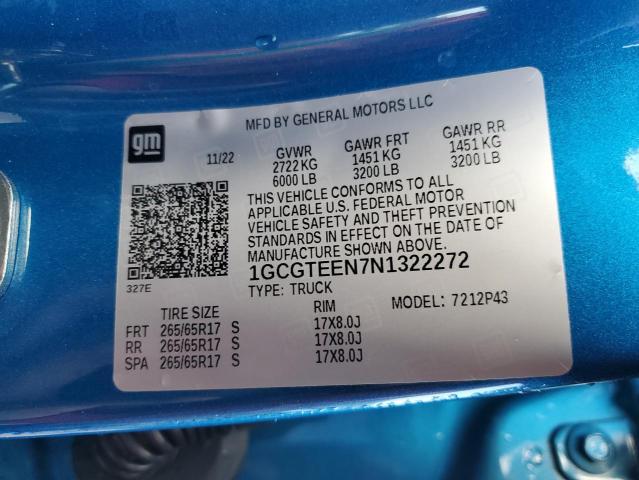 MFD BY GENERAL MOTORS LLC
gm
11/22 GVWR GAWR FRT GAWR RR
2722 KG 1451 KG 1451 KG
6000 LB 3200 LB 3200 LB
THIS VEHICLE CONFORMS TO ALL
APPLICABLE U.S. FEDERAL MOTOR
VEHICLE SAFETY AND THEFT PREVENTION
STANDARDS IN EFFECT ON THE DATE OF
MANUFACTURE SHOWN ABOVE.
327E
1GCGTEEN7N1322272
TYPE: TRUCK MODEL: 7212P43
TIRE SIZE RIM
FRT 265/65R17 S 17X8.0J
RR 265/65R17 S 17X8.0J
SPA 265/65R17 S 17X8.0J